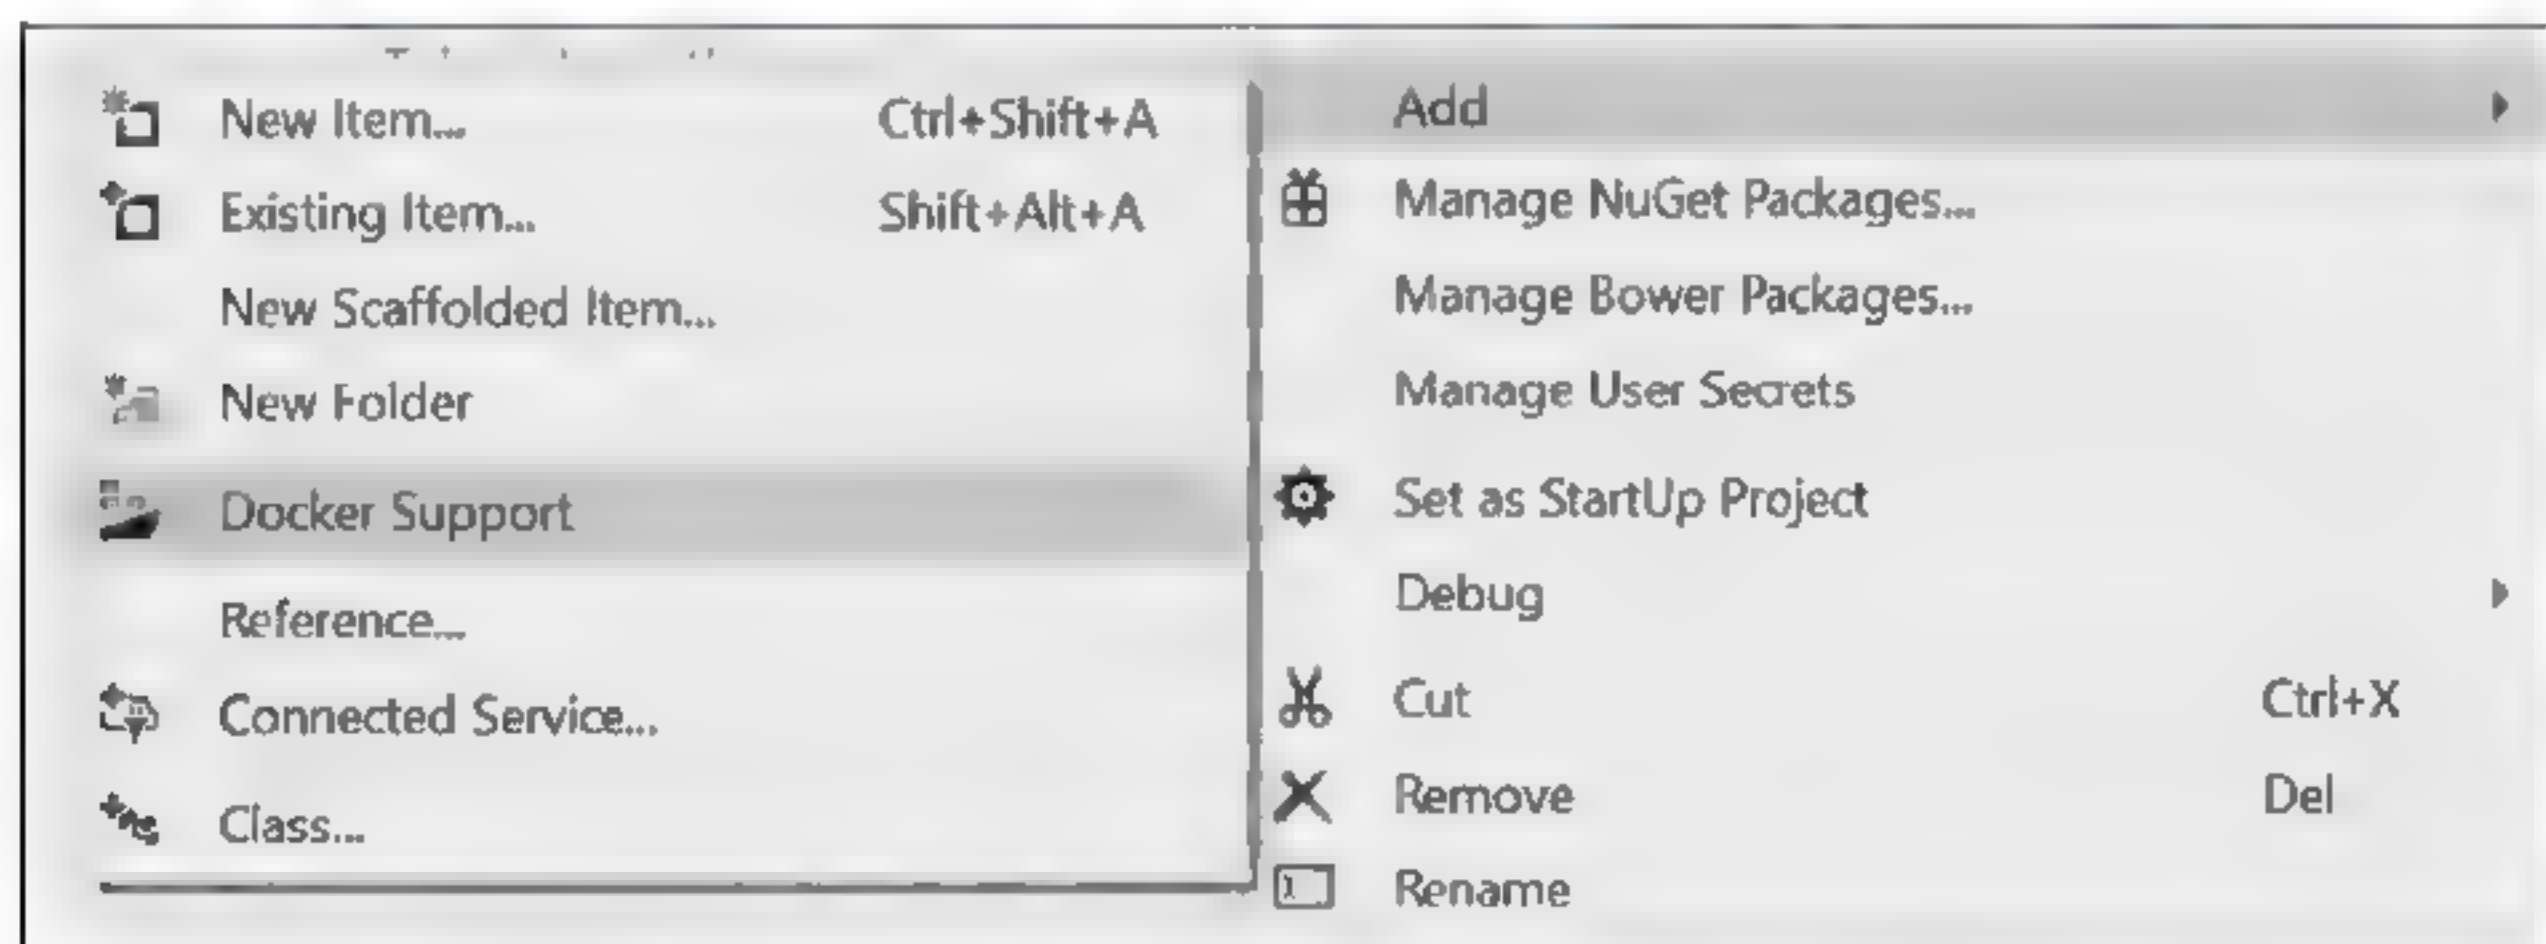 New Item... Ctrl+Shift+A
Existing Item... Shift+Alt+A
New Scaffolded Item...
New Folder
Docker Support
Reference...
Connected Service...
Class...
Add
Manage NuGet Packages...
Manage Bower Packages...
Manage User Secrets
Set as StartUp Project
Debug
Cut Ctrl+X
Remove Del
Rename